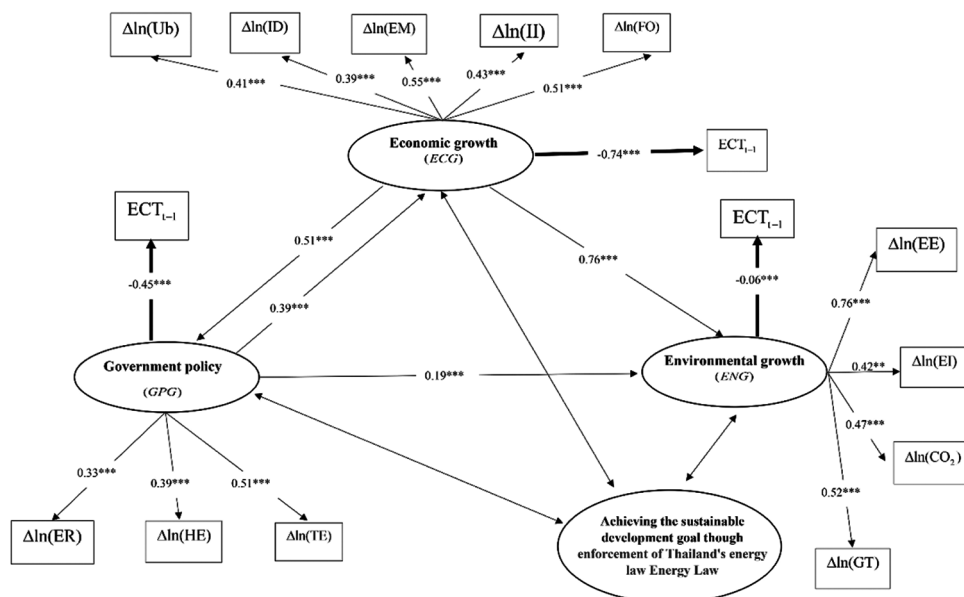 Δln(Ub)
Δln(ID)
Δln(EM)
Δln(II)
Δln(FO)
0.41***
0.39***
0.55***
0.43***
0.51***
Economic growth
(ECG)
-0.74***
ECTₜ₋₁
ECTₜ₋₁
ECTₜ₋₁
0.51***
0.39***
0.76***
-0.45***
-0.06***
Δln(EE)
0.76***
Government policy
(GPG)
0.19***
Environmental growth
(ENG)
0.42**
Δln(EI)
0.47***
Δln(CO₂)
0.52***
Δln(GT)
0.33***
0.39***
0.51***
Δln(ER)
Δln(HE)
Δln(TE)
Achieving the sustainable
development goal though
enforcement of Thailand's energy
law Energy Law